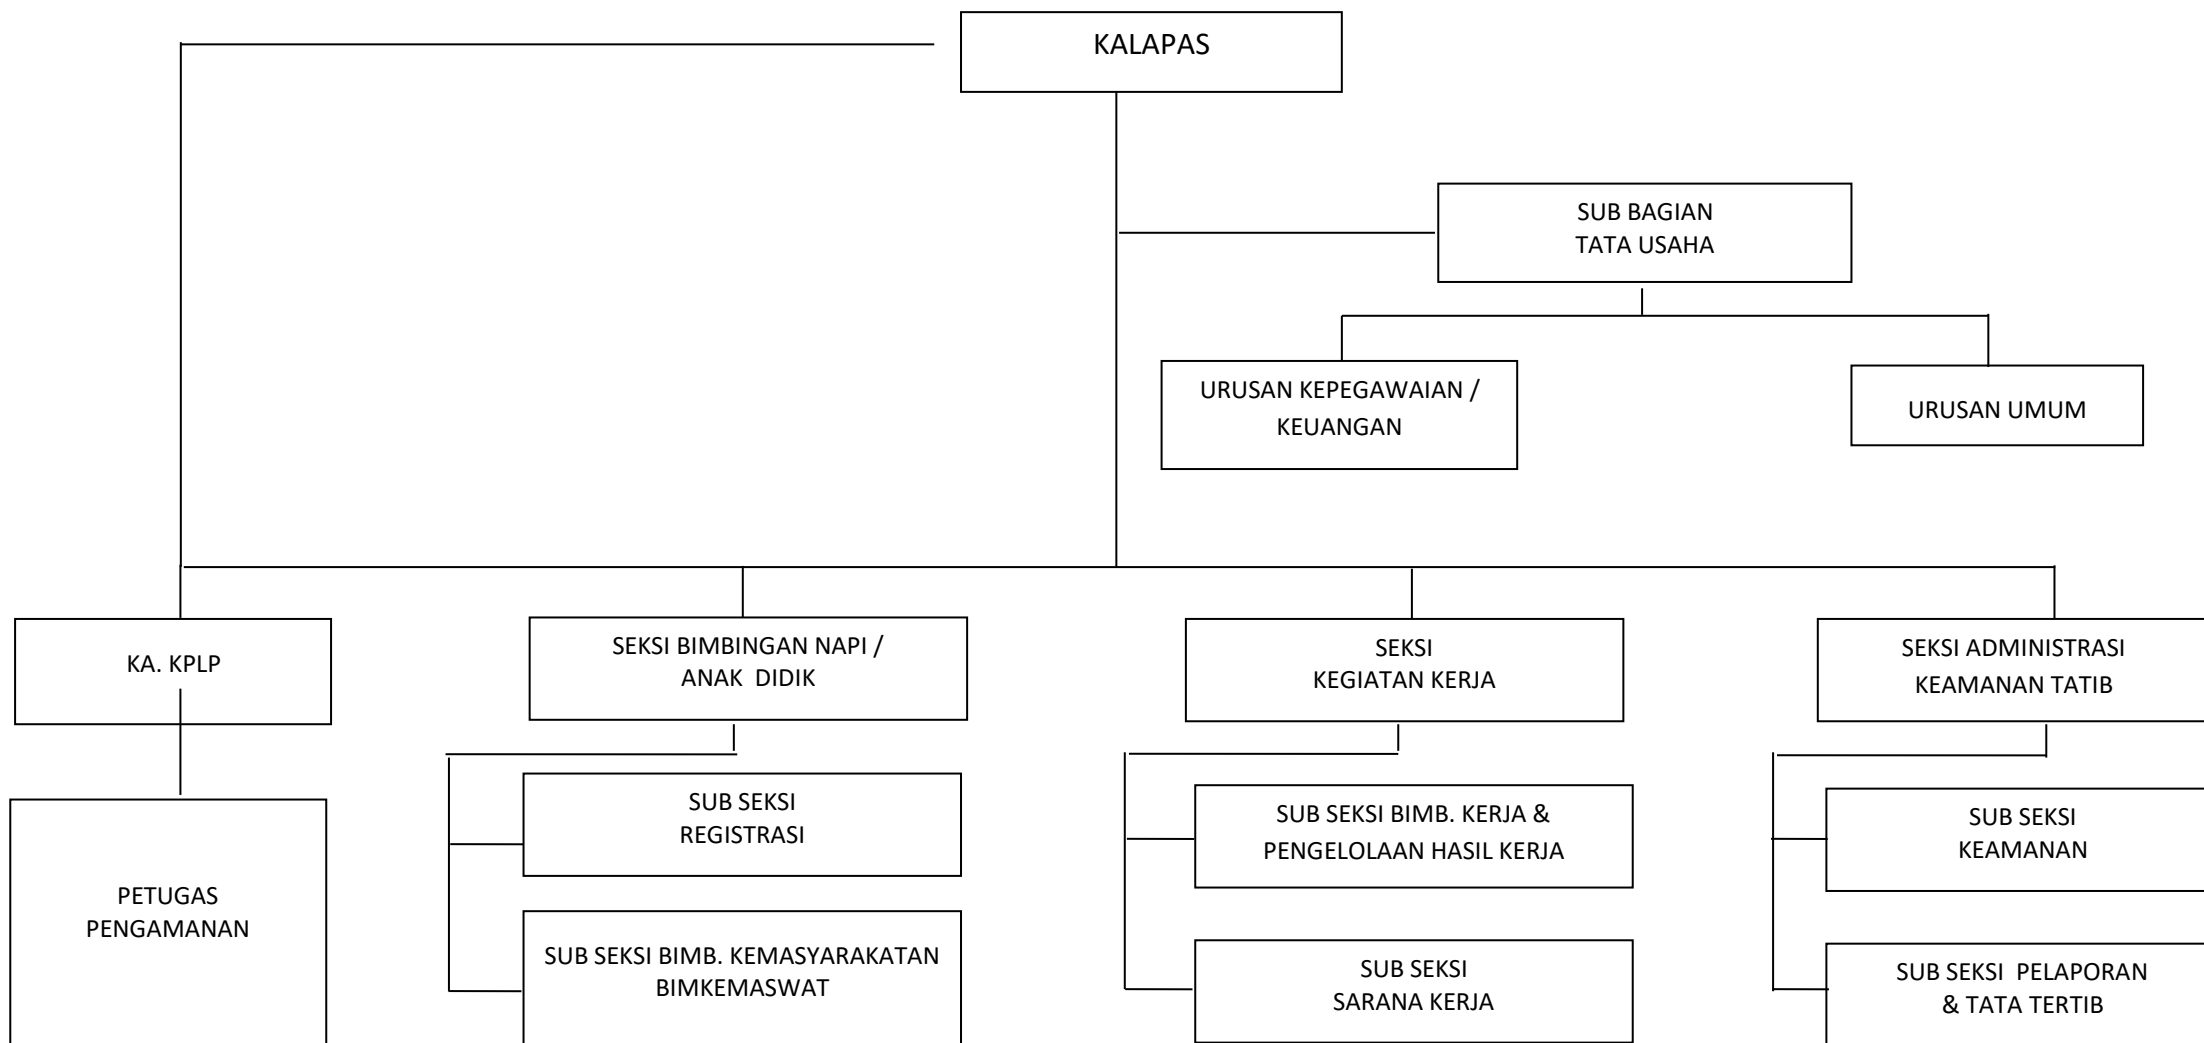 KALAPAS
SUB BAGIAN
TATA USAHA
URUSAN KEPEGAWAIAN /
KEUANGAN
URUSAN UMUM
KA. KPLP
SEKSI BIMBINGAN NAPI /
ANAK  DIDIK
SEKSI
KEGIATAN KERJA
SEKSI ADMINISTRASI
KEAMANAN TATIB
PETUGAS
PENGAMANAN
SUB SEKSI
REGISTRASI
SUB SEKSI BIMB. KEMASYARAKATAN
BIMKEMASWAT
SUB SEKSI BIMB. KERJA &
PENGELOLAAN HASIL KERJA
SUB SEKSI
SARANA KERJA
SUB SEKSI
KEAMANAN
SUB SEKSI  PELAPORAN
& TATA TERTIB